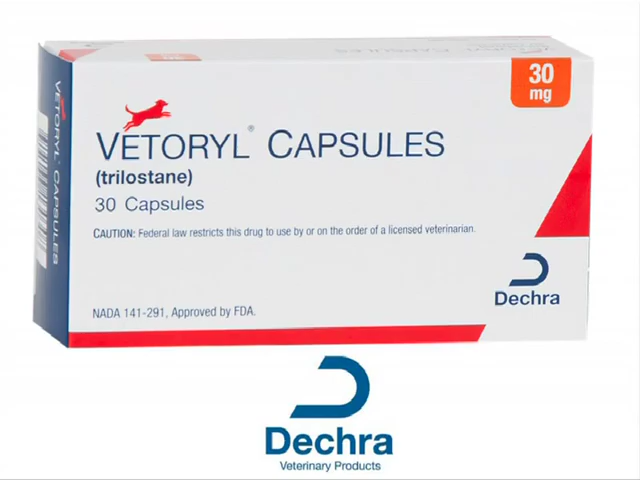 30
mg
VETORYL® CAPSULES
(trilostane)
30 Capsules
CAUTION: Federal law restricts this drug to use by or on the order of a licensed veterinarian.
Dechra
NADA 141-291, Approved by FDA.
VETORYL® CAPSULES
Dechra
Veterinary Products